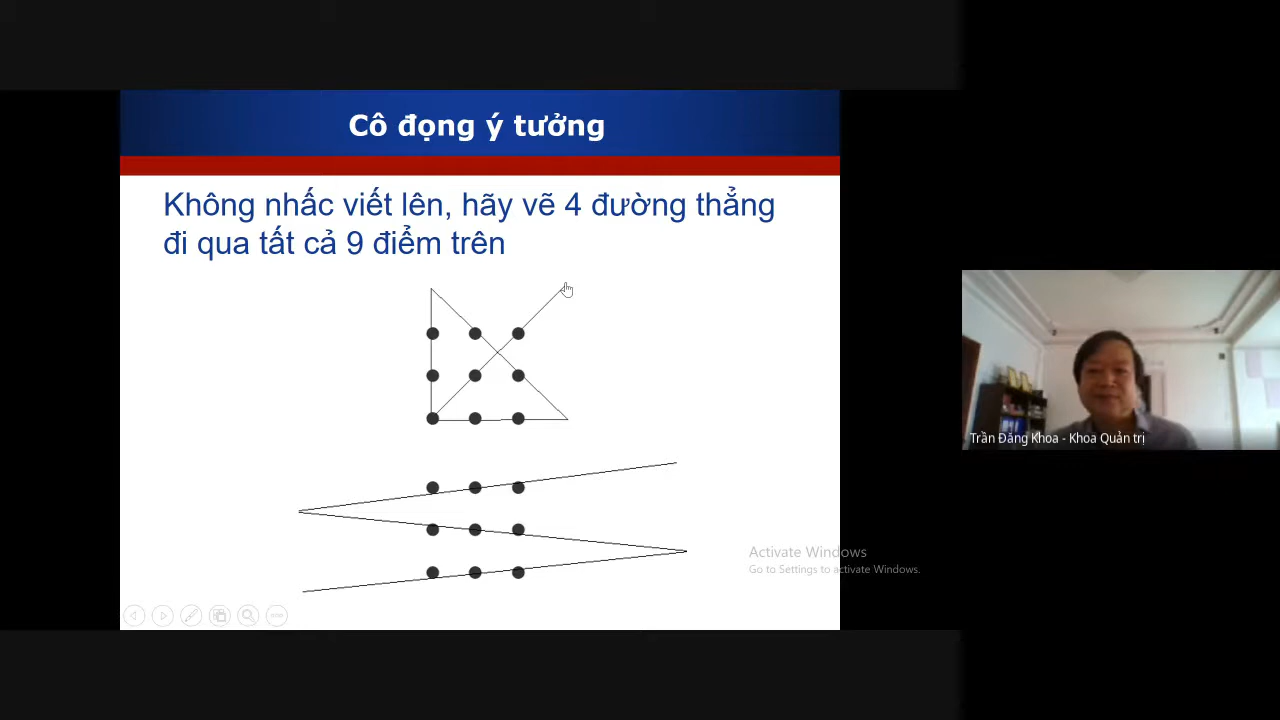 Cô đọng ý tưởng
Không nhấc viết lên, hãy vẽ 4 đường thẳng
đi qua tất cả 9 điểm trên
Trần Đăng Khoa - Khoa Quản trị
Activate Windows
Go to Settings to activate Windows.